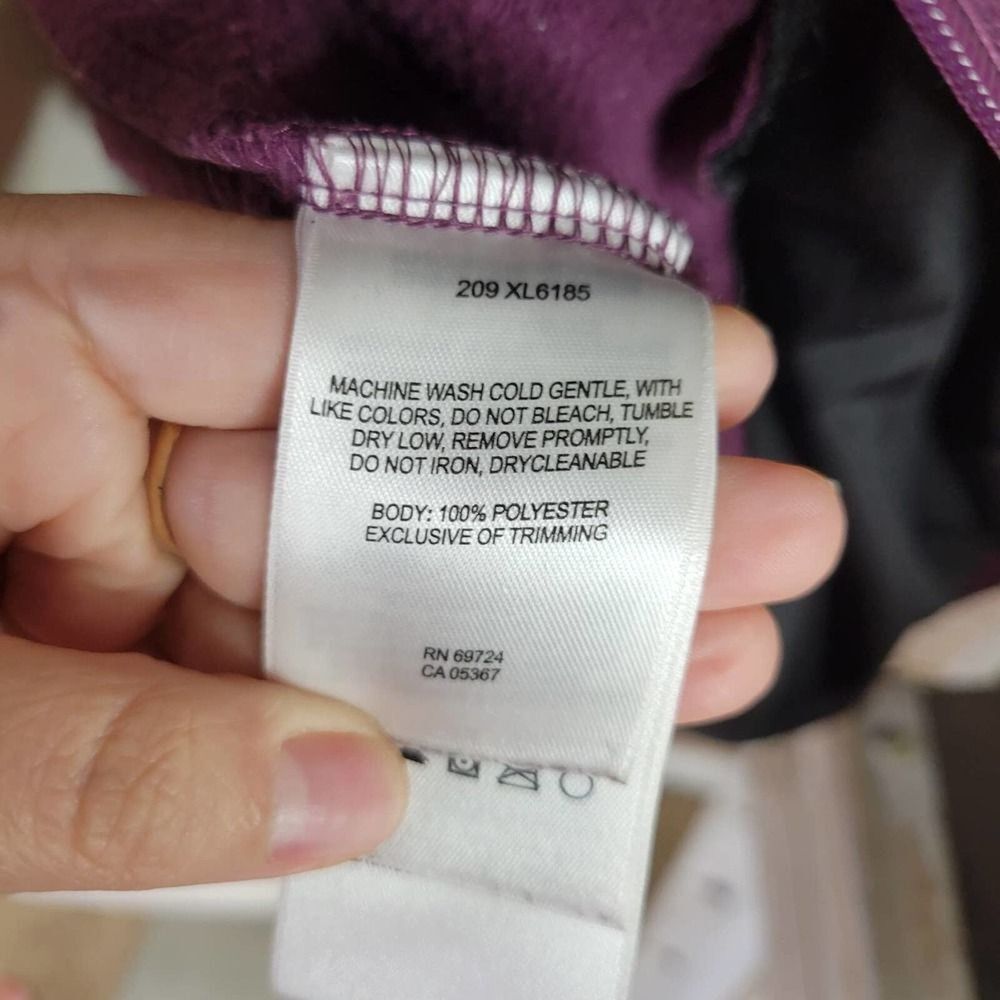 209 XL6185
MACHINE WASH COLD GENTLE, WITH
LIKE COLORS, DO NOT BLEACH, TUMBLE
DRY LOW, REMOVE PROMPTLY,
DO NOT IRON, DRYCLEANABLE
BODY: 100% POLYESTER
EXCLUSIVE OF TRIMMING
RN 69724
CA 05367